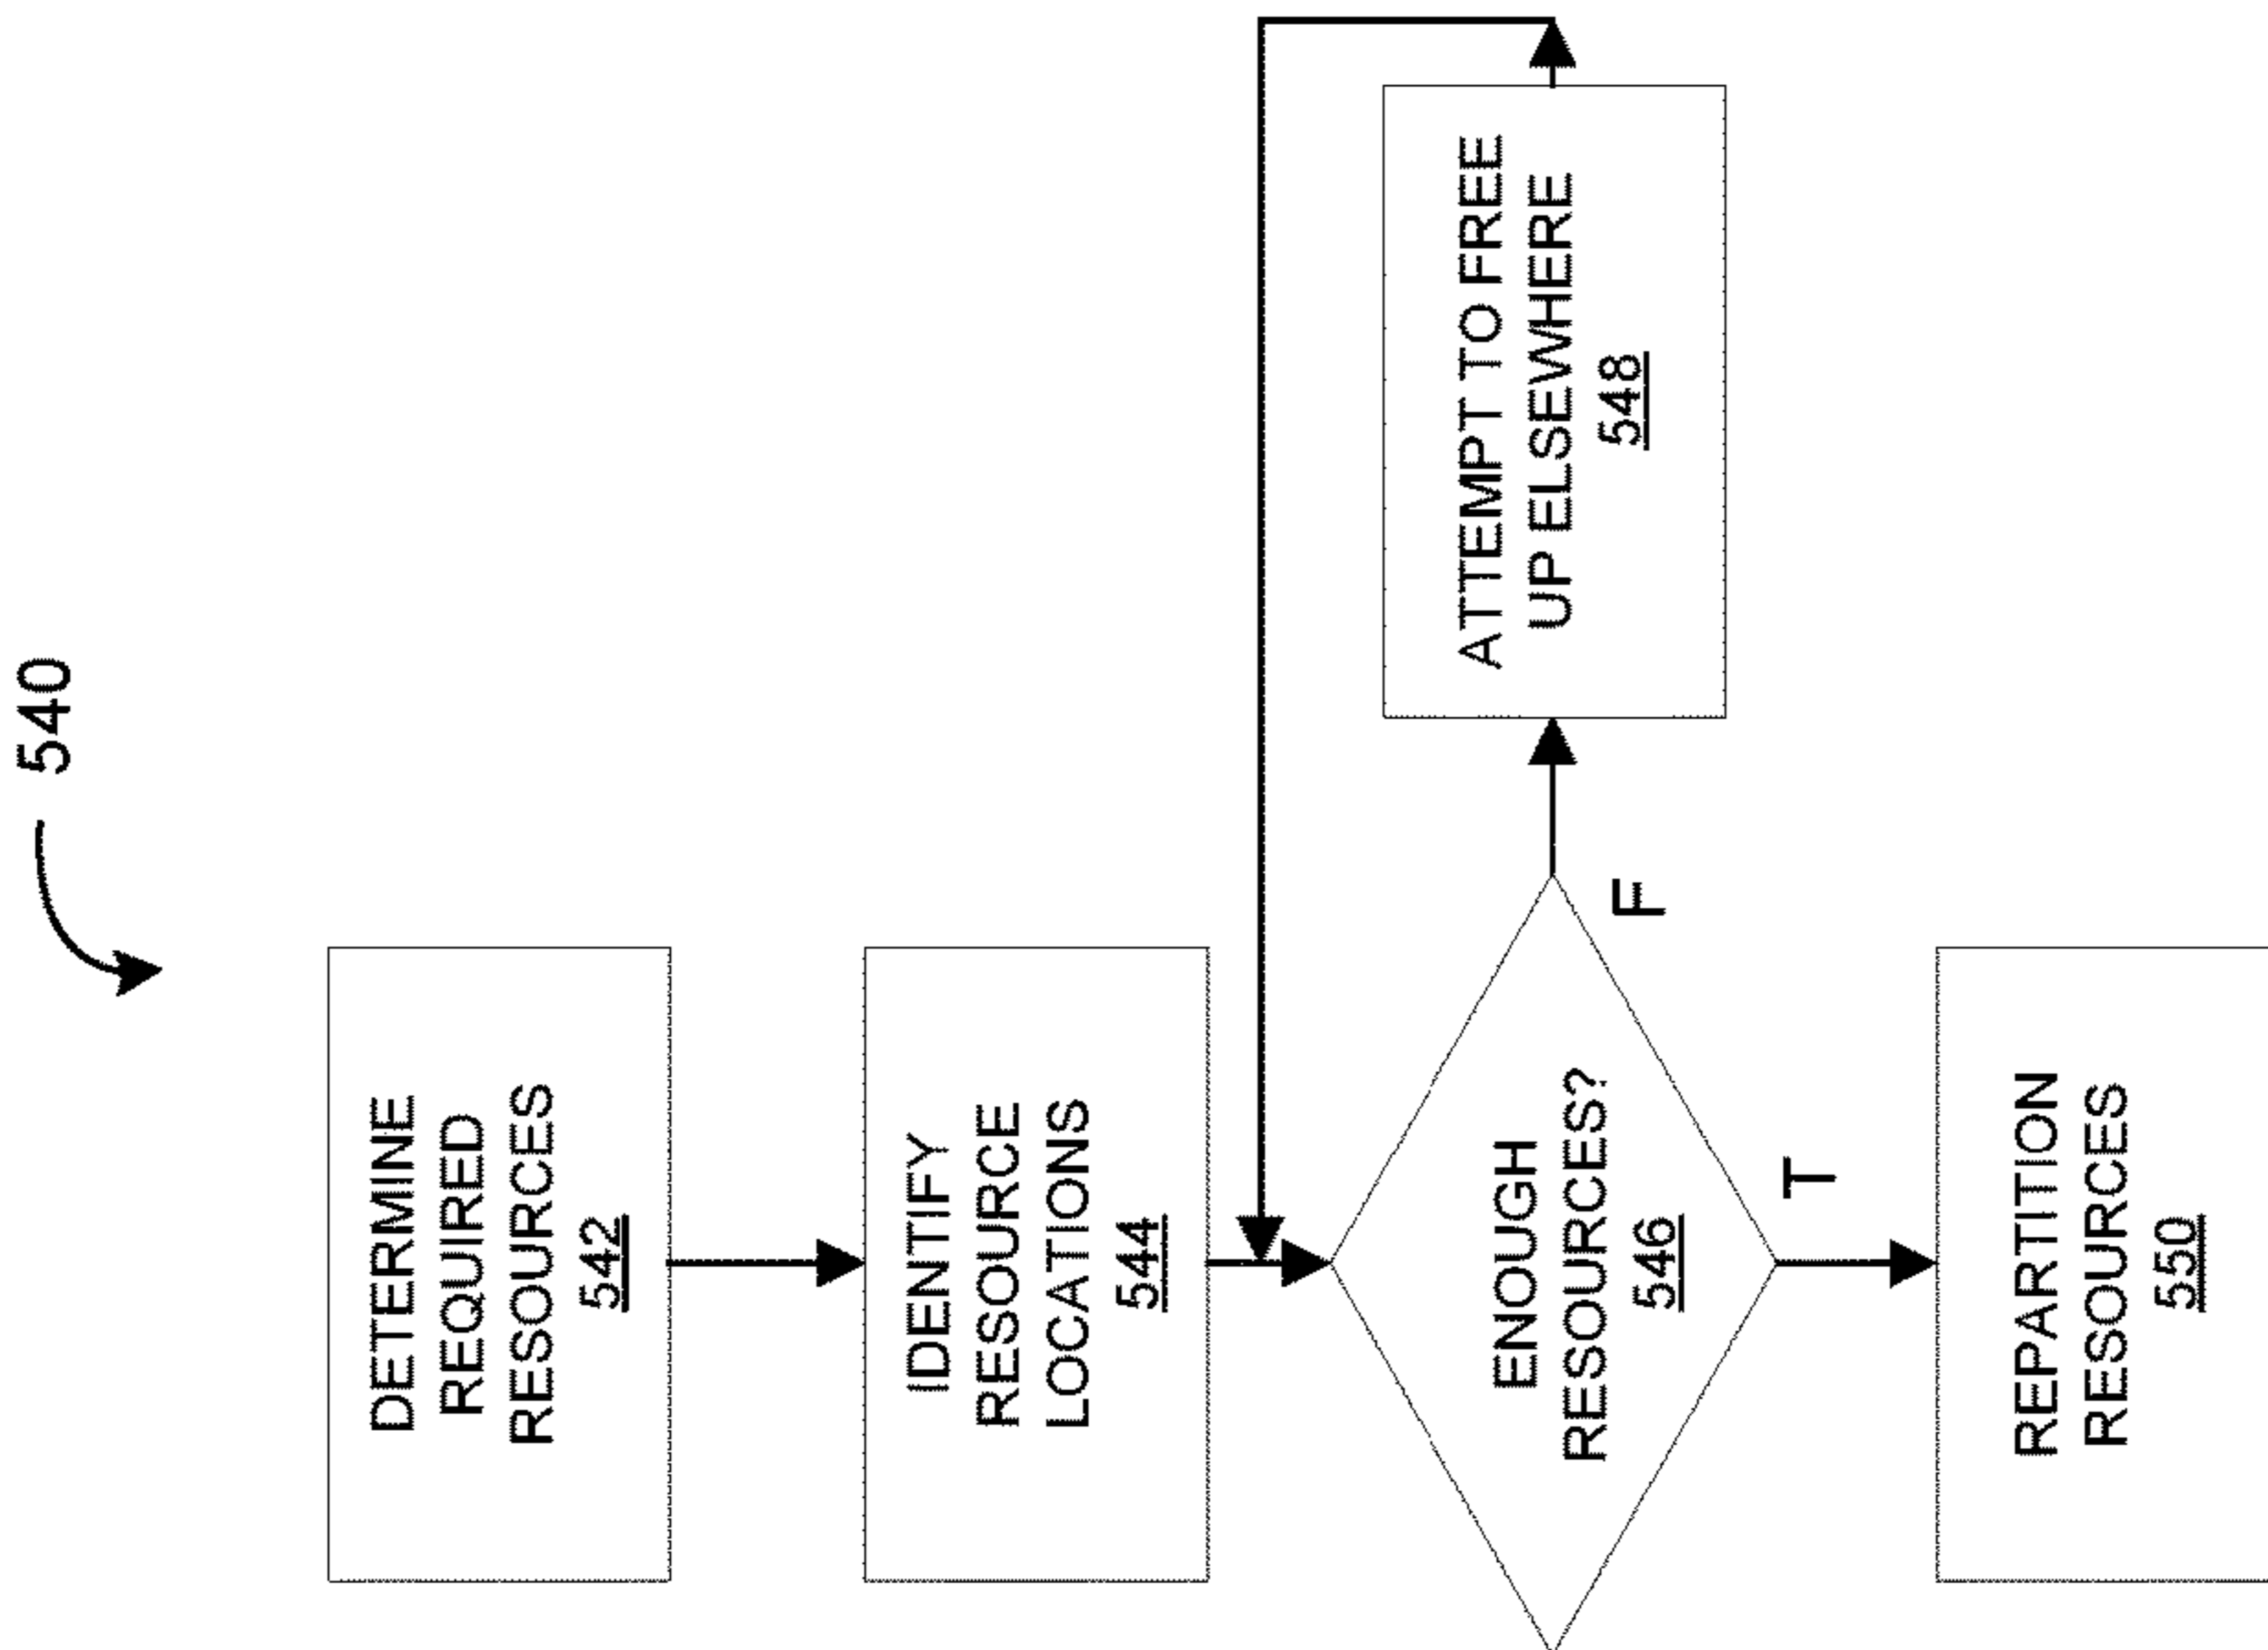 540
DETERMINE
REQUIRED
RESOURCES
542
IDENTIFY
RESOURCE
LOCATIONS
544
ENOUGH
RESOURCES?
546
F
ATTEMPT TO FREE
UP ELSEWHERE
548
T
REPARTITION
RESOURCES
550